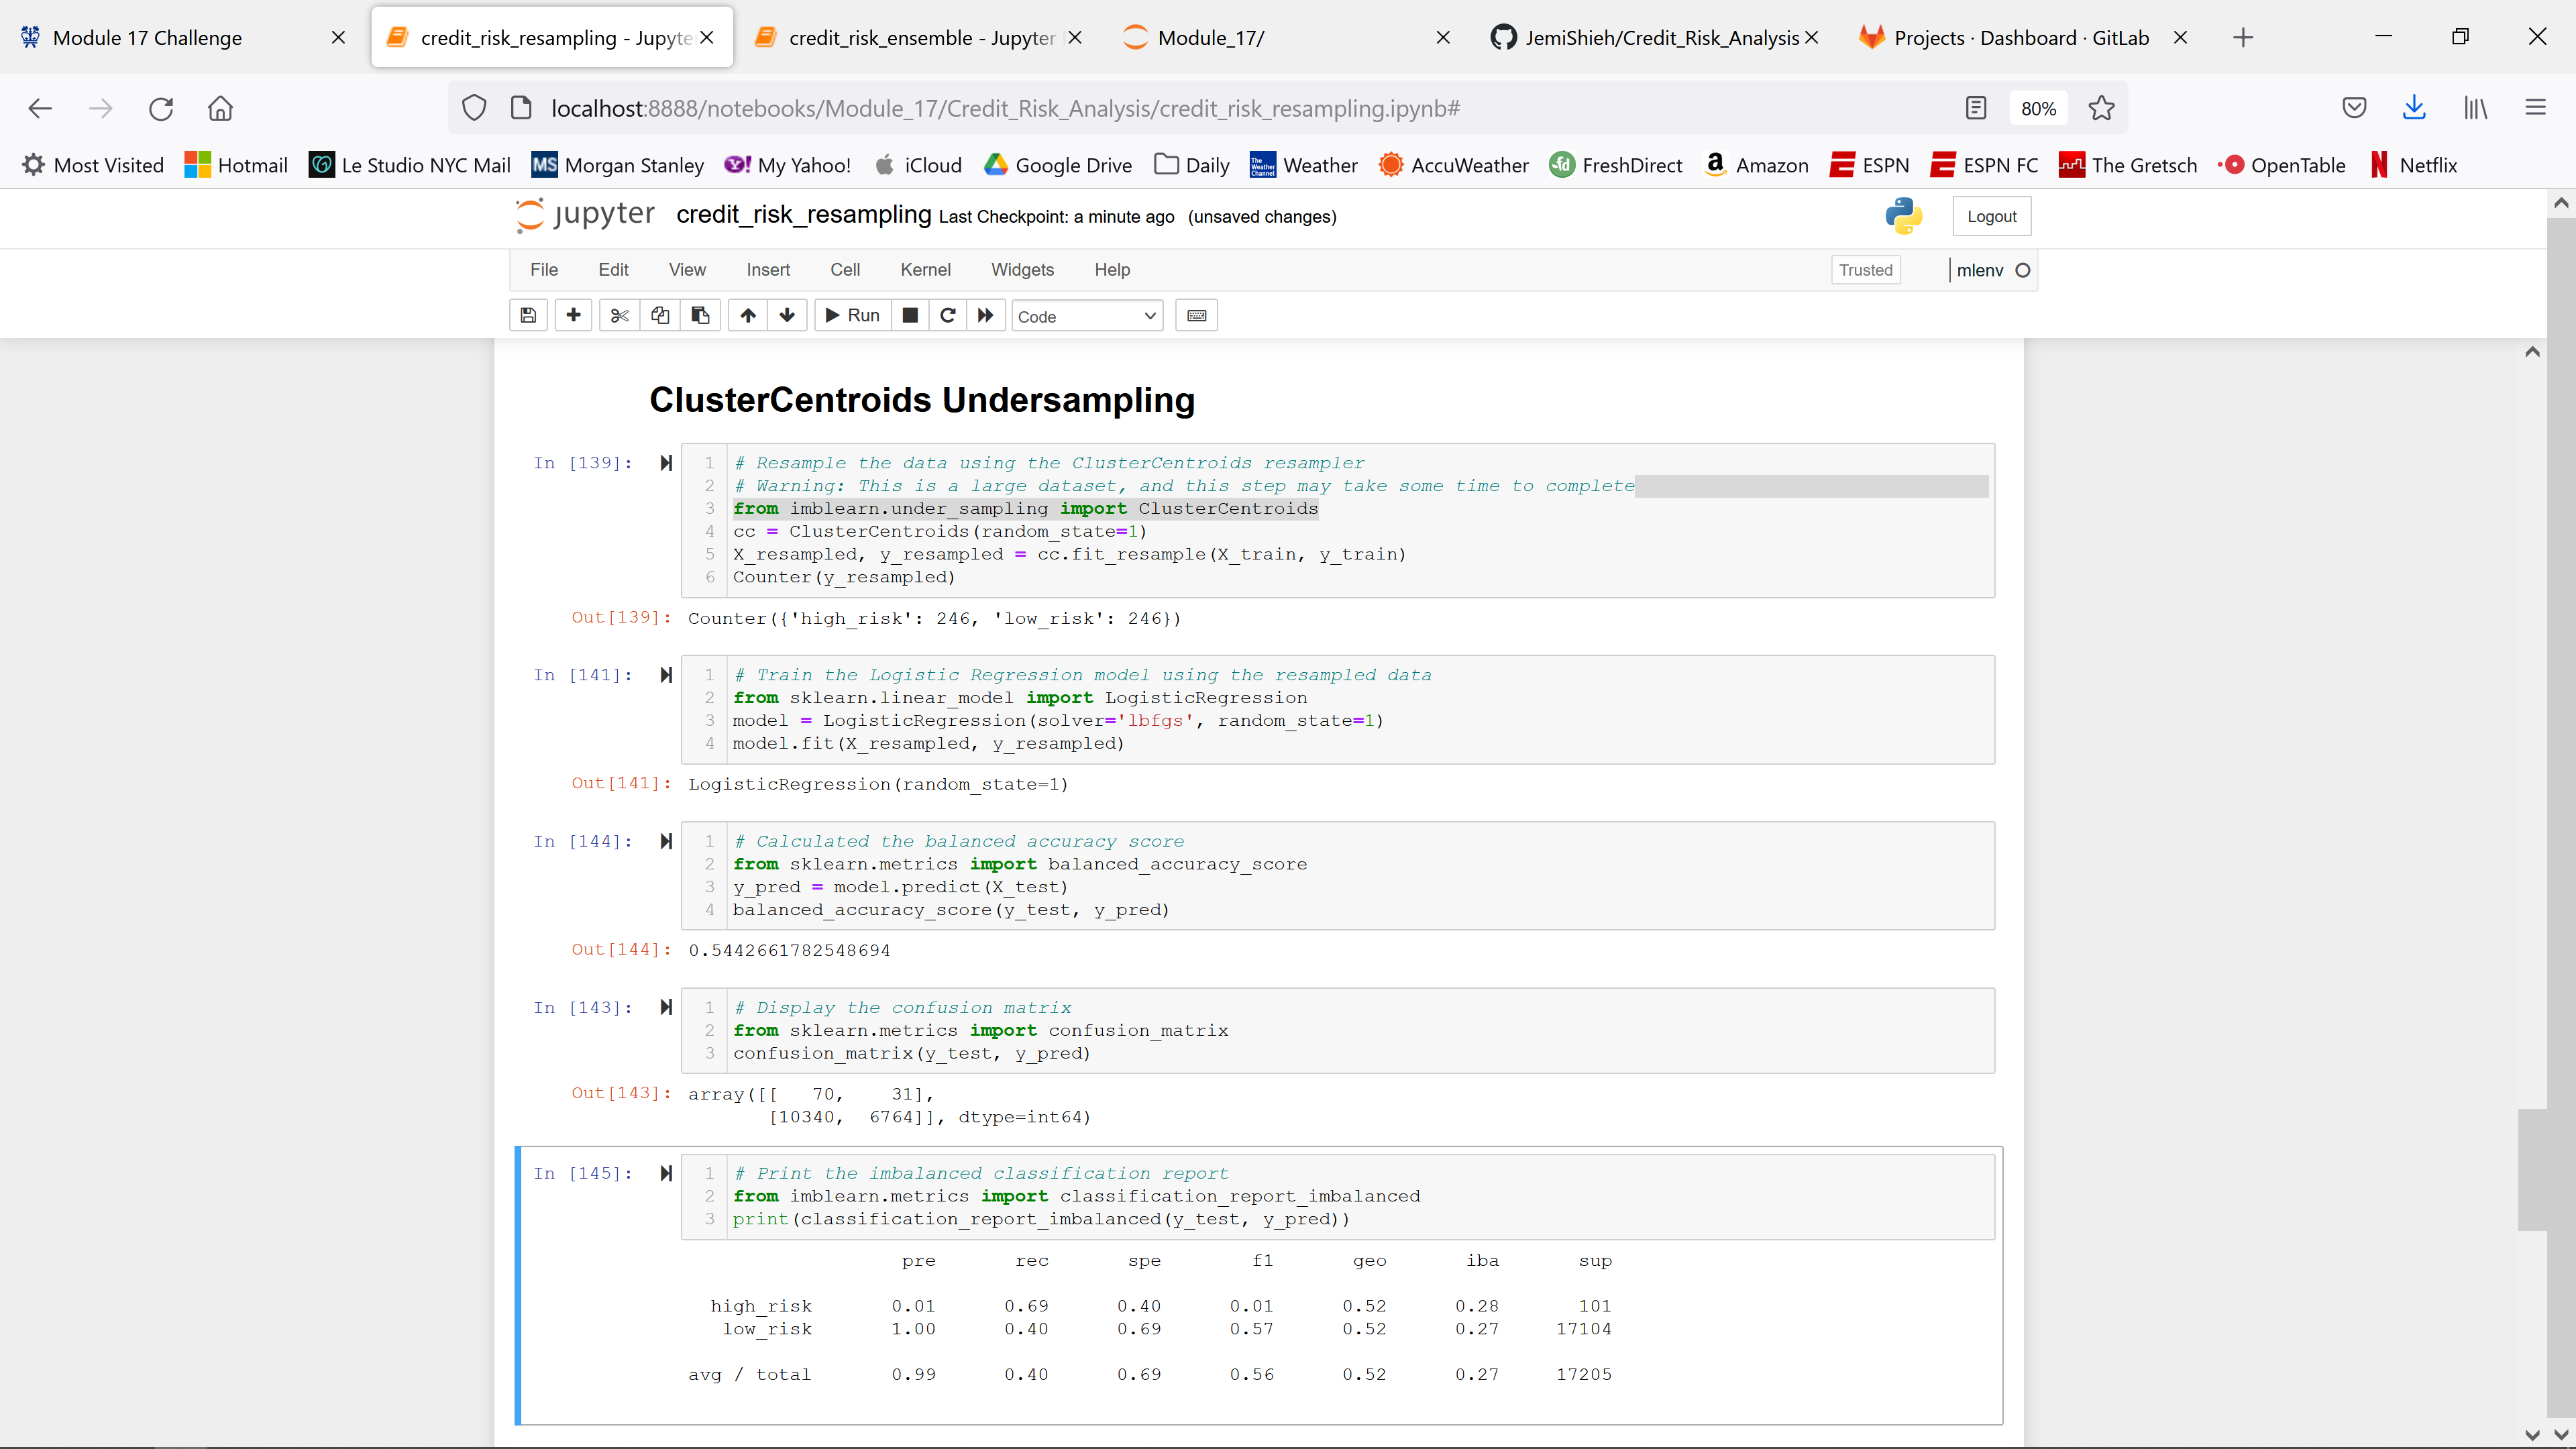 Module 17 Challenge
credit_risk_resampling - Jupyte
credit_risk_ensemble - Jupyter
Module_17/
JemiShieh/Credit_Risk_Analysis
Projects · Dashboard · GitLab
localhost:8888/notebooks/Module_17/Credit_Risk_Analysis/credit_risk_resampling.ipynb#
80%
Most Visited
Hotmail
Le Studio NYC Mail
MS Morgan Stanley
My Yahoo!
iCloud
Google Drive
Daily
The Weather Channel Weather
AccuWeather
fd FreshDirect
a Amazon
ESPN
ESPN FC
The Gretsch
OpenTable
N Netflix
jupyter credit_risk_resampling Last Checkpoint: a minute ago (unsaved changes)
Logout
File Edit View Insert Cell Kernel Widgets Help
Trusted
mlenv
Run
Code
ClusterCentroids Undersampling
In [139]:
1 # Resample the data using the ClusterCentroids resampler
2 # Warning: This is a large dataset, and this step may take some time to complete
3 from imblearn.under_sampling import ClusterCentroids
4 cc = ClusterCentroids(random_state=1)
5 X_resampled, y_resampled = cc.fit_resample(X_train, y_train)
6 Counter(y_resampled)
Out[139]: Counter({'high_risk': 246, 'low_risk': 246})
In [141]:
1 # Train the Logistic Regression model using the resampled data
2 from sklearn.linear_model import LogisticRegression
3 model = LogisticRegression(solver='lbfgs', random_state=1)
4 model.fit(X_resampled, y_resampled)
Out[141]: LogisticRegression(random_state=1)
In [144]:
1 # Calculated the balanced accuracy score
2 from sklearn.metrics import balanced_accuracy_score
3 y_pred = model.predict(X_test)
4 balanced_accuracy_score(y_test, y_pred)
Out[144]: 0.5442661782548694
In [143]:
1 # Display the confusion matrix
2 from sklearn.metrics import confusion_matrix
3 confusion_matrix(y_test, y_pred)
Out[143]: array([[   70,    31],
       [10340,  6764]], dtype=int64)
In [145]:
1 # Print the imbalanced classification report
2 from imblearn.metrics import classification_report_imbalanced
3 print(classification_report_imbalanced(y_test, y_pred))
pre rec spe f1 geo iba sup
high_risk 0.01 0.69 0.40 0.01 0.52 0.28 101
low_risk 1.00 0.40 0.69 0.57 0.52 0.27 17104
avg / total 0.99 0.40 0.69 0.56 0.52 0.27 17205